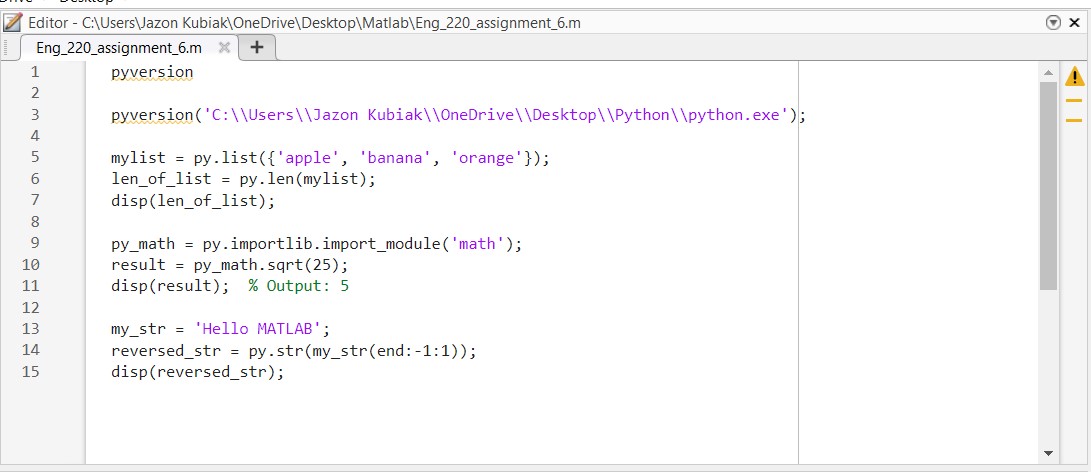 Editor - C:\Users\Jazon Kubiak\OneDrive\Desktop\Matlab\Eng_220_assignment_6.m
Eng_220_assignment_6.m
1 pyversion
2
3 pyversion('C:\\Users\\Jazon Kubiak\\OneDrive\\Desktop\\Python\\python.exe');
4
5 mylist = py.list({'apple', 'banana', 'orange'});
6 len_of_list = py.len(mylist);
7 disp(len_of_list);
8
9 py_math = py.importlib.import_module('math');
10 result = py_math.sqrt(25);
11 disp(result);  % Output: 5
12
13 my_str = 'Hello MATLAB';
14 reversed_str = py.str(my_str(end:-1:1));
15 disp(reversed_str);